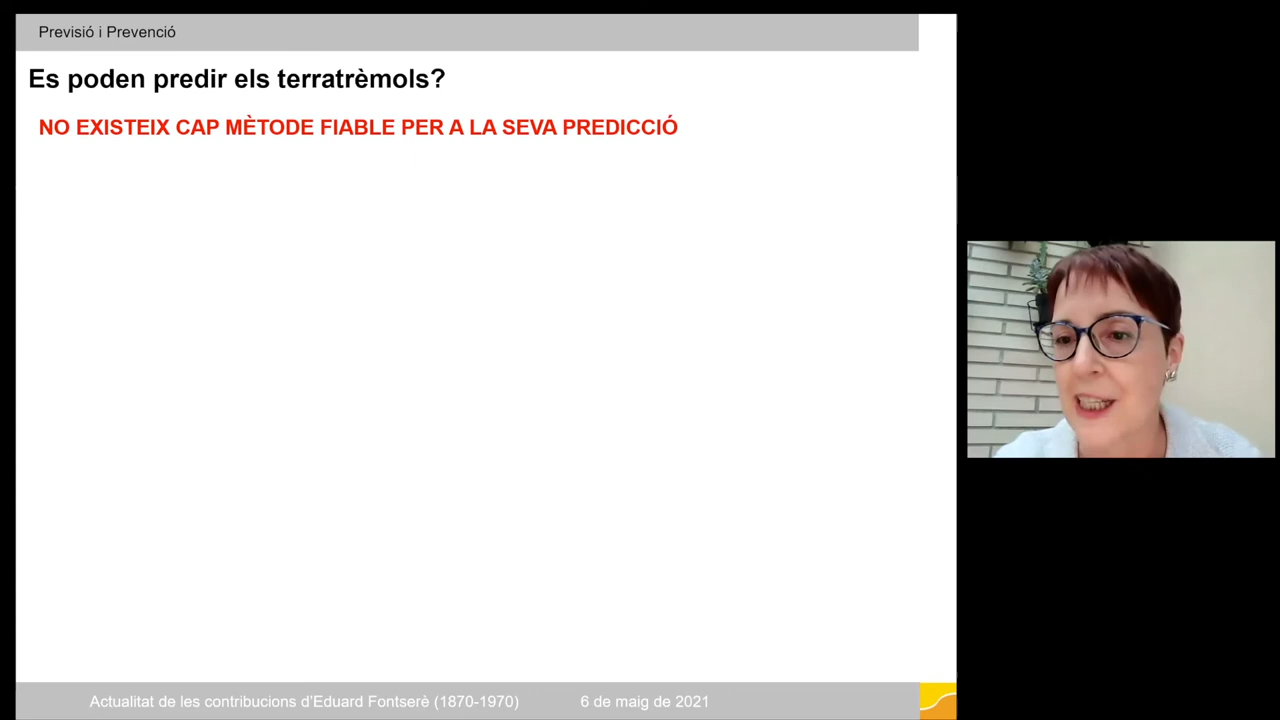 Previsió i Prevenció
Es poden predir els terratrèmols?
NO EXISTEIX CAP MÈTODE FIABLE PER A LA SEVA PREDICCIÓ
Actualitat de les contribucions d'Eduard Fontserè (1870-1970) 6 de maig de 2021